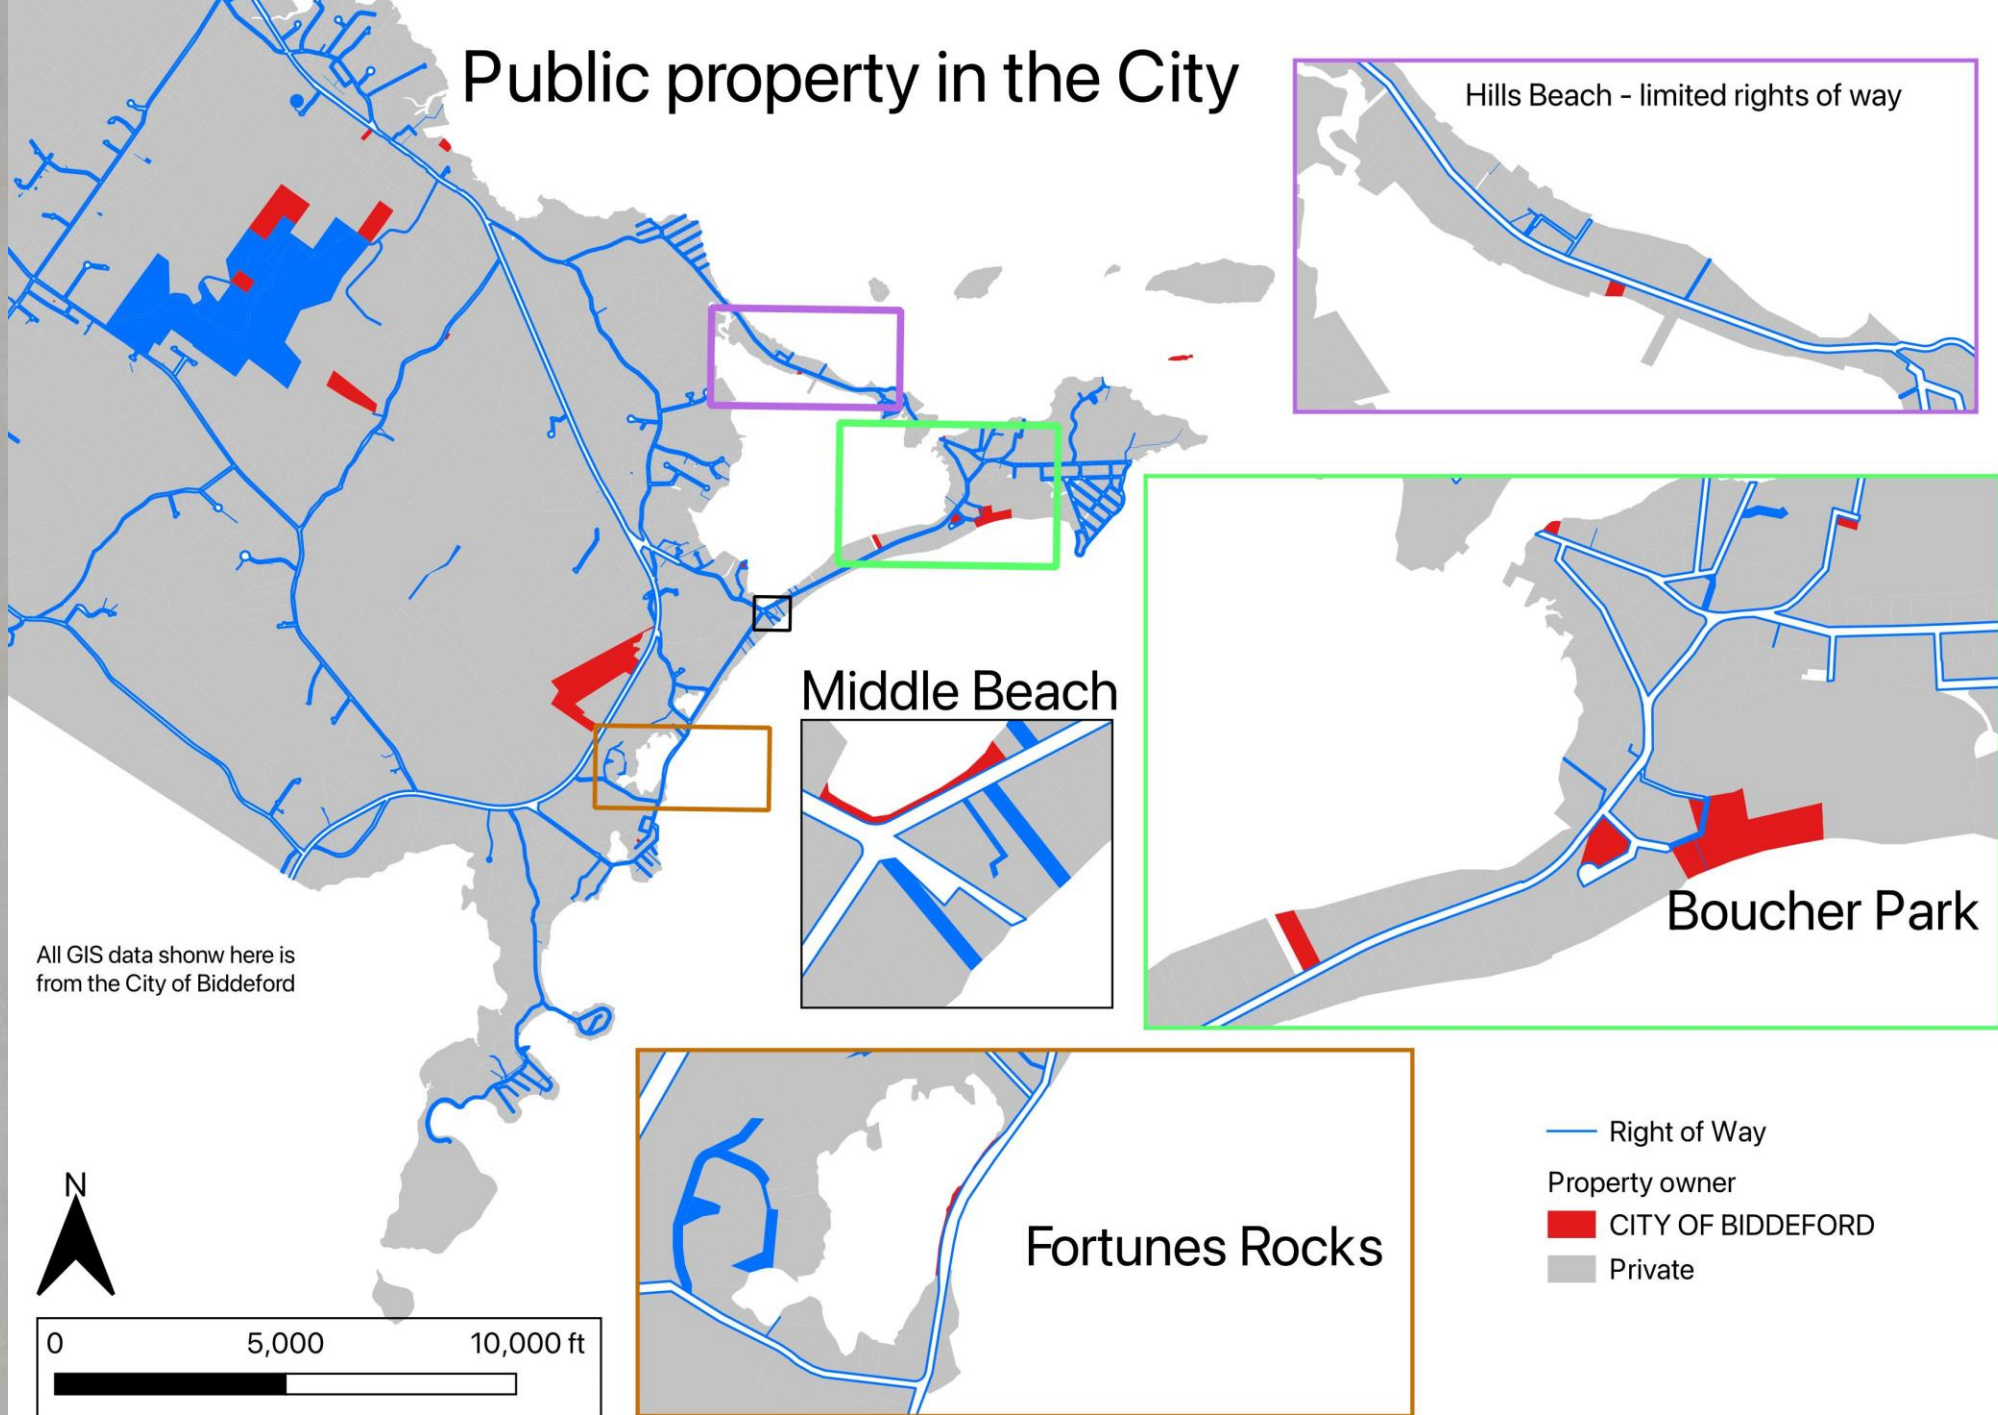 Public property in the City
Hills Beach - limited rights of way
Middle Beach
Boucher Park
All GIS data shonw here is
from the City of Biddeford
Fortunes Rocks
N
0 5,000 10,000 ft
Right of Way
Property owner
CITY OF BIDDEFORD
Private